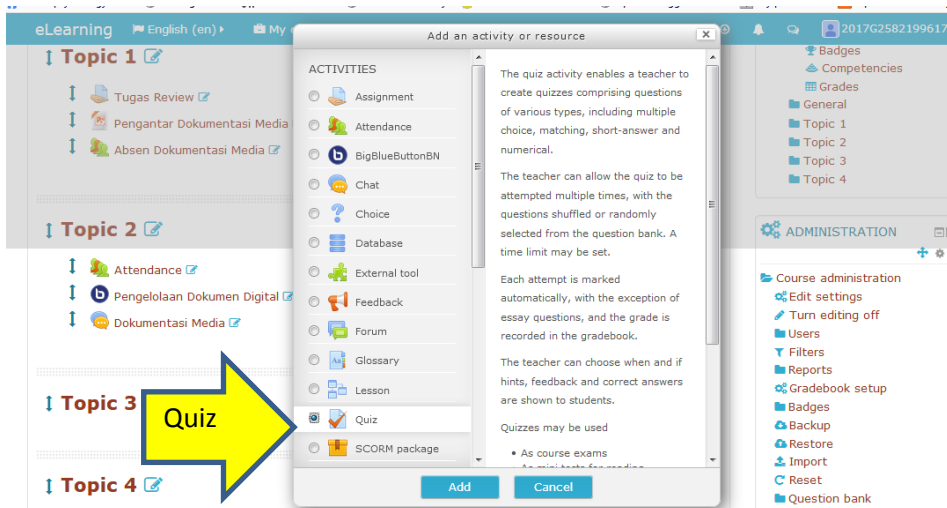 eLearning
English (en)
Add an activity or resource
2017G2582199617
Topic 1
Tugas Review
Pengantar Dokumentasi Media
Absen Dokumentasi Media
Topic 2
Attendance
Pengelolaan Dokumen Digital
Dokumentasi Media
Topic 3
Topic 4
Quiz
ACTIVITIES
Assignment
Attendance
BigBlueButtonBN
Chat
Choice
Database
External tool
Feedback
Forum
Glossary
Lesson
Quiz
SCORM package
The quiz activity enables a teacher to
create quizzes comprising questions
of various types, including multiple
choice, matching, short-answer and
numerical.
The teacher can allow the quiz to be
attempted multiple times, with the
questions shuffled or randomly
selected from the question bank. A
time limit may be set.
Each attempt is marked
automatically, with the exception of
essay questions, and the grade is
recorded in the gradebook.
The teacher can choose when and if
hints, feedback and correct answers
are shown to students.
Quizzes may be used
• As course exams
Add
Cancel
Badges
Competencies
Grades
General
Topic 1
Topic 2
Topic 3
Topic 4
ADMINISTRATION
Course administration
Edit settings
Turn editing off
Users
Filters
Reports
Gradebook setup
Badges
Backup
Restore
Import
Reset
Question bank